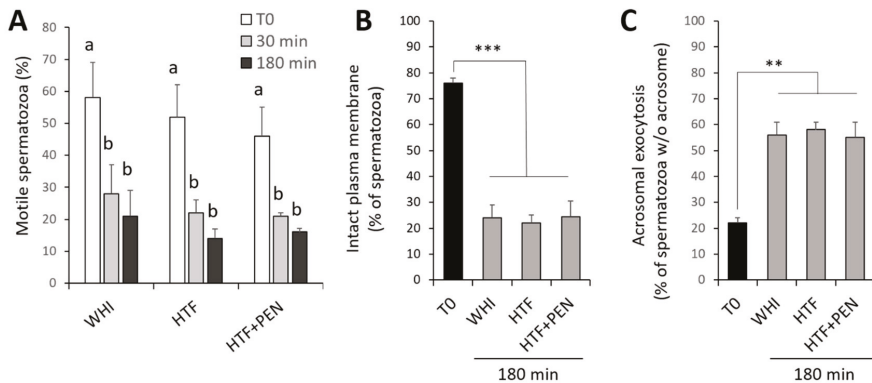 A
Motile spermatozoa (%)
80
70
60
50
40
30
20
10
0
T0
30 min
180 min
a
b
b
a
b
b
a
b
b
WHI
HTF
HTF+PEN
B
Intact plasma membrane
(% of spermatozoa)
100
90
80
70
60
50
40
30
20
10
0
***
T0
WHI
HTF
HTF+PEN
180 min
C
Acrosomal exocytosis
(% of spermatozoa w/o acrosome)
100
90
80
70
60
50
40
30
20
10
0
**
T0
WHI
HTF
HTF+PEN
180 min